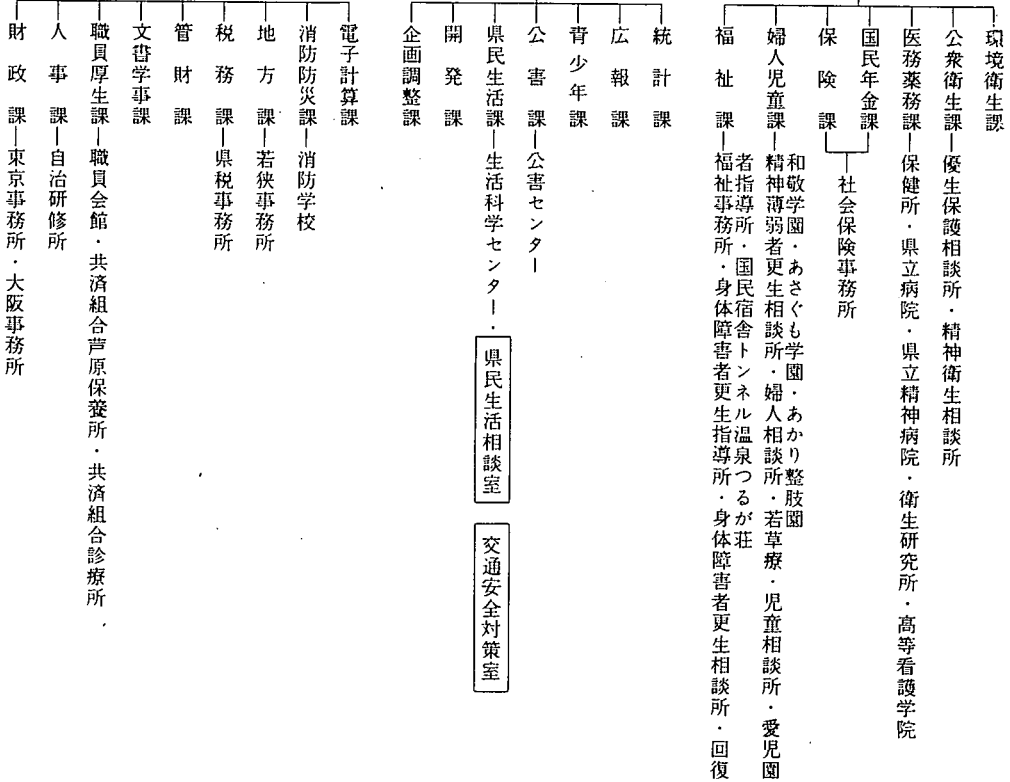 環境衛生課
公衆衛生課―優生保護相談所・精神衛生相談所
医務薬務課―保健所・県立病院・県立精神病院・衛生研究所・高等看護学院
国民年金課
保険課
社会保険事務所
婦人児童課―和敬学園・あさぐも学園・あかり整肢園
精神薄弱者更生相談所・婦人相談所・若草療・児童相談所・愛児園
福祉課―者指導所・国民宿舎トンネル温泉つるが荘
福祉事務所・身体障害者更生指導所・身体障害者更生相談所・回復
統計課
広報課
青少年課
公害課―公害センター
県民生活課―生活科学センター・県民生活相談室 交通安全対策室
開発課
企画調整課
電子計算課
消防防災課―消防学校
地方課―若狭事務所
税務課―県税事務所
管財課
文書学事課
職員厚生課―職員会館・共済組合芦原保養所・共済組合診療所
人事課―自治研修所
財政課―東京事務所・大阪事務所